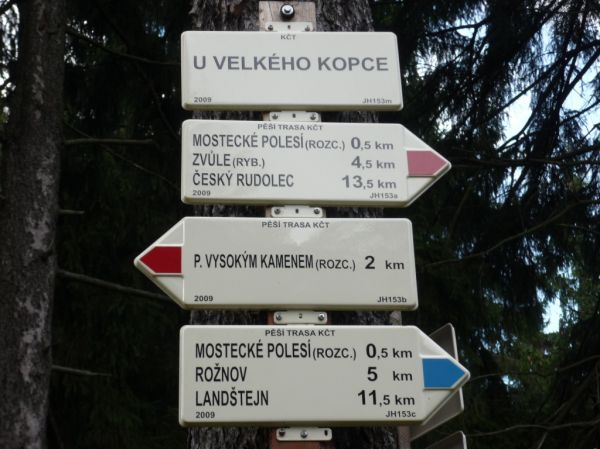 KČT
U VELKÉHO KOPCE
2009 JH153m
PĚŠÍ TRASA KČT
MOSTECKÉ POLESÍ (ROZC.) 0,5 km
ZVŮLE (RYB.) 4,5 km
ČESKÝ RUDOLEC 13,5 km
2009 JH153a
PĚŠÍ TRASA KČT
P. VYSOKÝM KAMENEM (ROZC.) 2 km
2009 JH153b
PĚŠÍ TRASA KČT
MOSTECKÉ POLESÍ (ROZC.) 0,5 km
ROŽNOV 5 km
LANDŠTEJN 11,5 km
2009 JH153c